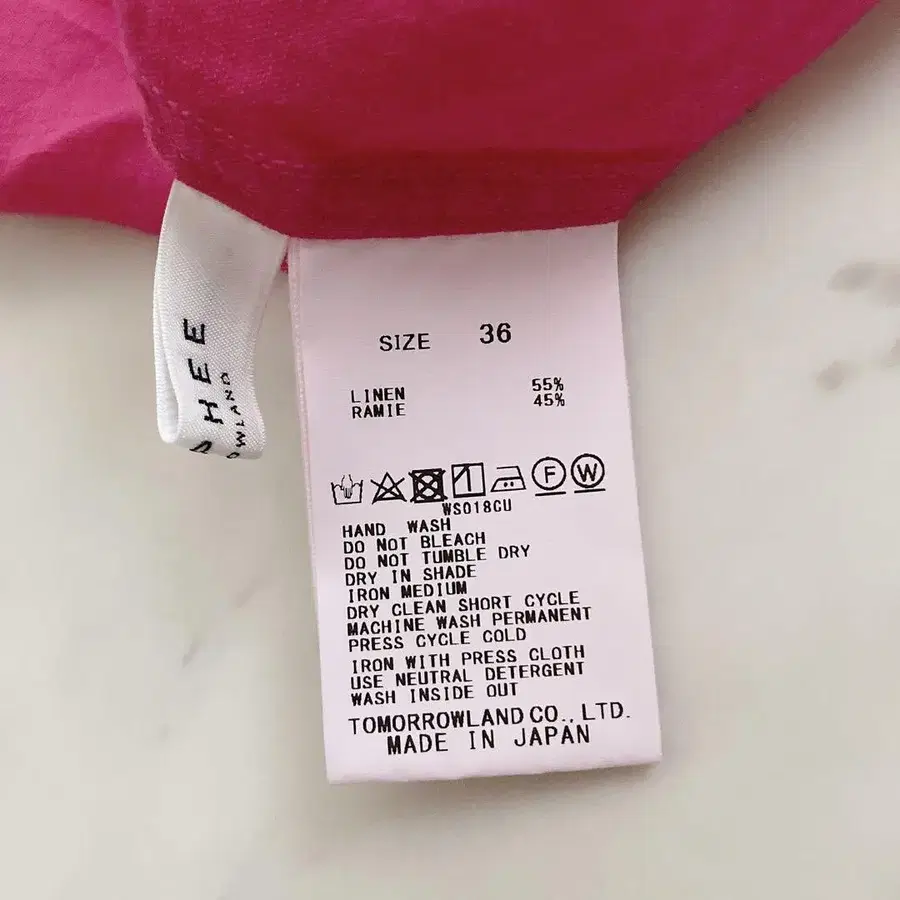 HEE
SIZE 36
LINEN 55%
RAMIE 45%
F W
WS018GU
HAND WASH
DO NOT BLEACH
DO NOT TUMBLE DRY
DRY IN SHADE
IRON MEDIUM
DRY CLEAN SHORT CYCLE
MACHINE WASH PERMANENT
PRESS CYCLE COLD
IRON WITH PRESS CLOTH
USE NEUTRAL DETERGENT
WASH INSIDE OUT
TOMORROWLAND CO., LTD.
MADE IN JAPAN